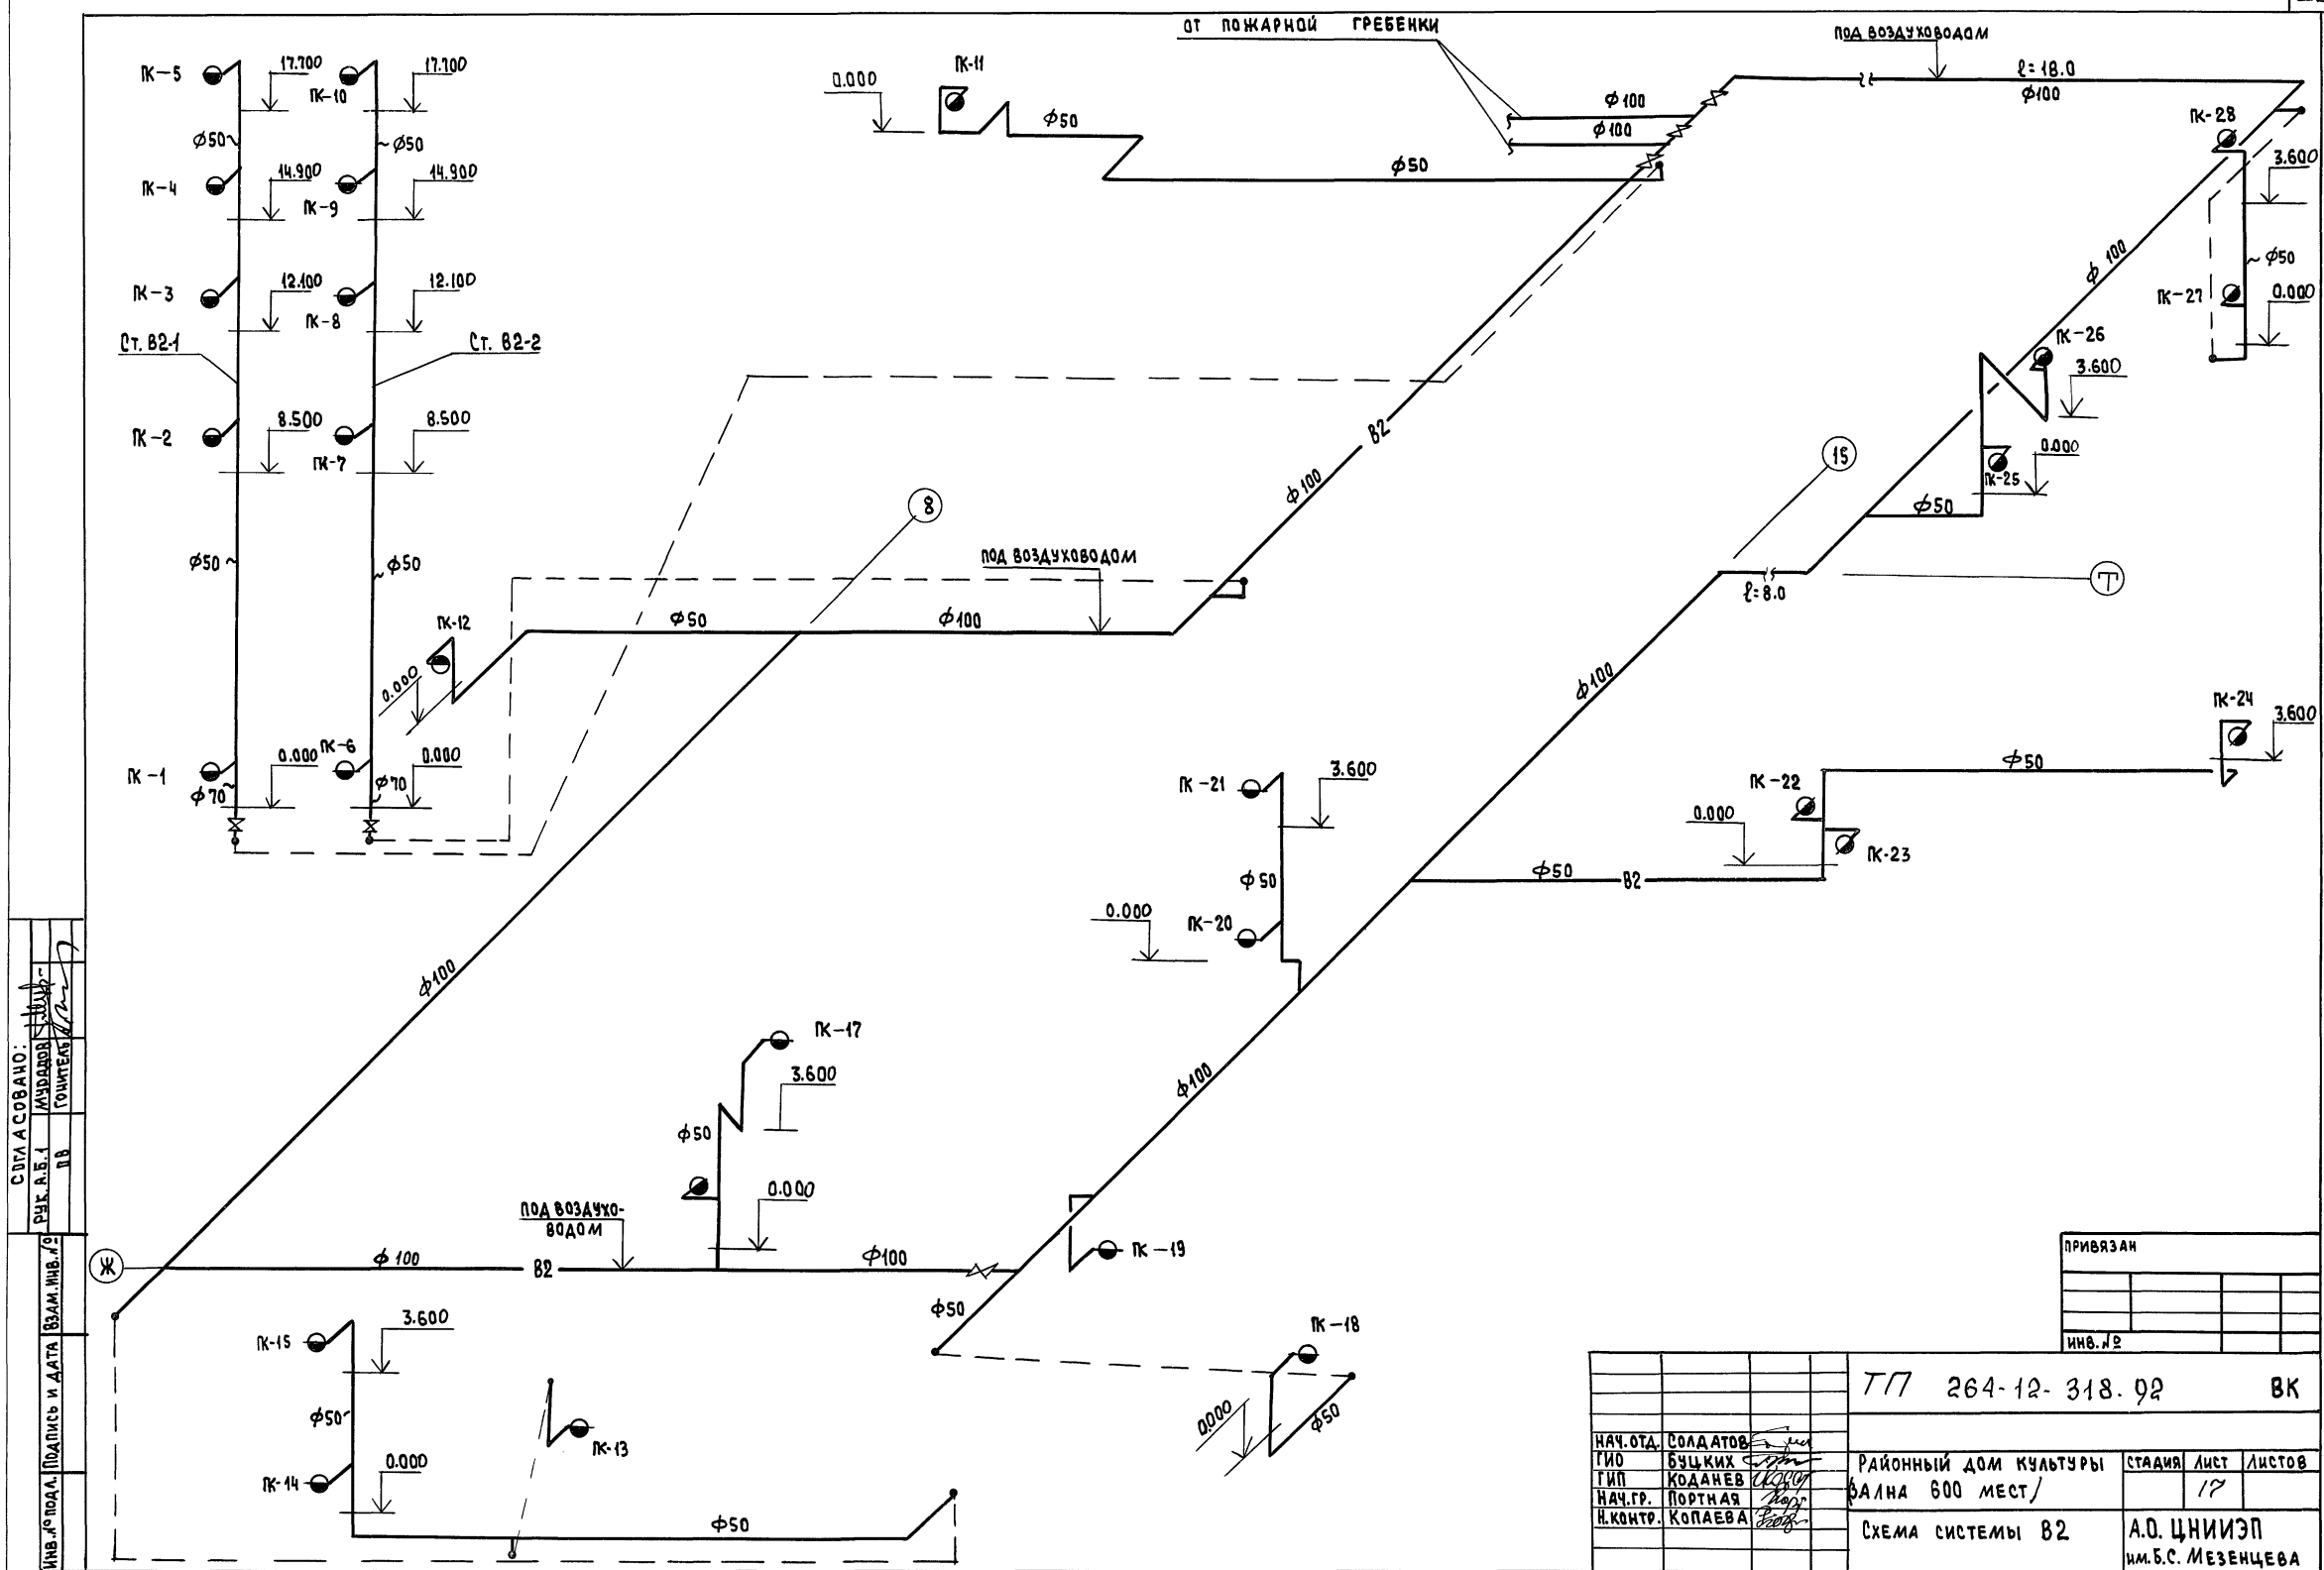 от пожарной гребенки
под воздуховодом
ℓ=18.0
ф100
ПК-5
17.700
ПК-10
17.700
ф50
ф50
ПК-4
14.900
ПК-9
14.900
ПК-3
12.100
ПК-8
12.100
Ст. В2-1
Ст. В2-2
ПК-2
8.500
ПК-7
8.500
ф50
ф50
ПК-1
0.000
ПК-6
0.000
ф70
ф70
ПК-11
0.000
ф50
ф50
ф100
ф100
ПК-28
3.600
ф50
ПК-27
0.000
ф100
ПК-26
3.600
0.000
ПК-25
ф50
В2
ф100
15
8
Т
ℓ=8.0
под воздуховодом
ПК-12
0.000
ф50
ф100
ф100
ПК-24
3.600
ф50
ПК-22
0.000
ПК-23
ф50
В2
ПК-21
3.600
ф50
0.000
ПК-20
ф100
ПК-17
3.600
ф50
0.000
ф100
под воздухо-
водом
Ж
ф100
В2
ф100
ПК-19
ф50
ПК-18
0.000
ф50
ПК-15
3.600
ф50
ПК-14
0.000
ПК-13
ф50
СОГЛАСОВАНО:
РУК. А.Б.1 МУРАДОВ
ПВ ГОНИТЕЛЬ
ИНВ.№ ПОДЛ. ПОДПИСЬ И ДАТА ВЗАМ.ИНВ.№
ПРИВЯЗАН
ИНВ.№
ТП 264-12-318.92 ВК
НАЧ.ОТД. СОЛДАТОВ
ГИО БУЦКИХ
ГИП КОДАНЕВ
НАЧ.ГР. ПОРТНАЯ
Н.КОНТР. КОПАЕВА
РАЙОННЫЙ ДОМ КУЛЬТУРЫ
/ЗАЛ НА 600 МЕСТ/
СТАДИЯ ЛИСТ ЛИСТОВ
17
СХЕМА СИСТЕМЫ В2
А.О. ЦНИИЭП
им.Б.С. МЕЗЕНЦЕВА